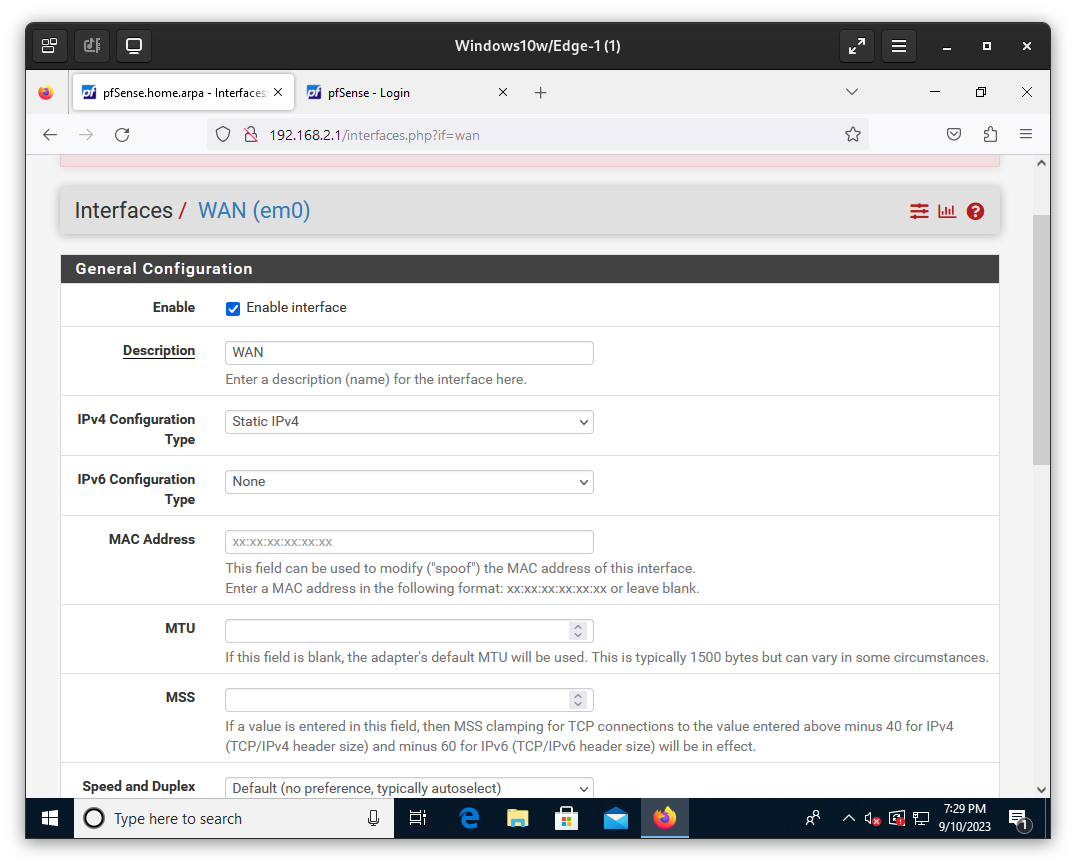 Windows10w/Edge-1 (1)
pfSense.home.arpa - Interfaces:
pfSense - Login
192.168.2.1/interfaces.php?if=wan
Interfaces / WAN (em0)
General Configuration
Enable
Enable interface
Description
WAN
Enter a description (name) for the interface here.
IPv4 Configuration
Type
Static IPv4
IPv6 Configuration
Type
None
MAC Address
xx:xx:xx:xx:xx:xx
This field can be used to modify ("spoof") the MAC address of this interface.
Enter a MAC address in the following format: xx:xx:xx:xx:xx:xx or leave blank.
MTU
If this field is blank, the adapter's default MTU will be used. This is typically 1500 bytes but can vary in some circumstances.
MSS
If a value is entered in this field, then MSS clamping for TCP connections to the value entered above minus 40 for IPv4
(TCP/IPv4 header size) and minus 60 for IPv6 (TCP/IPv6 header size) will be in effect.
Speed and Duplex
Default (no preference, typically autoselect)
Type here to search
7:29 PM
9/10/2023
1